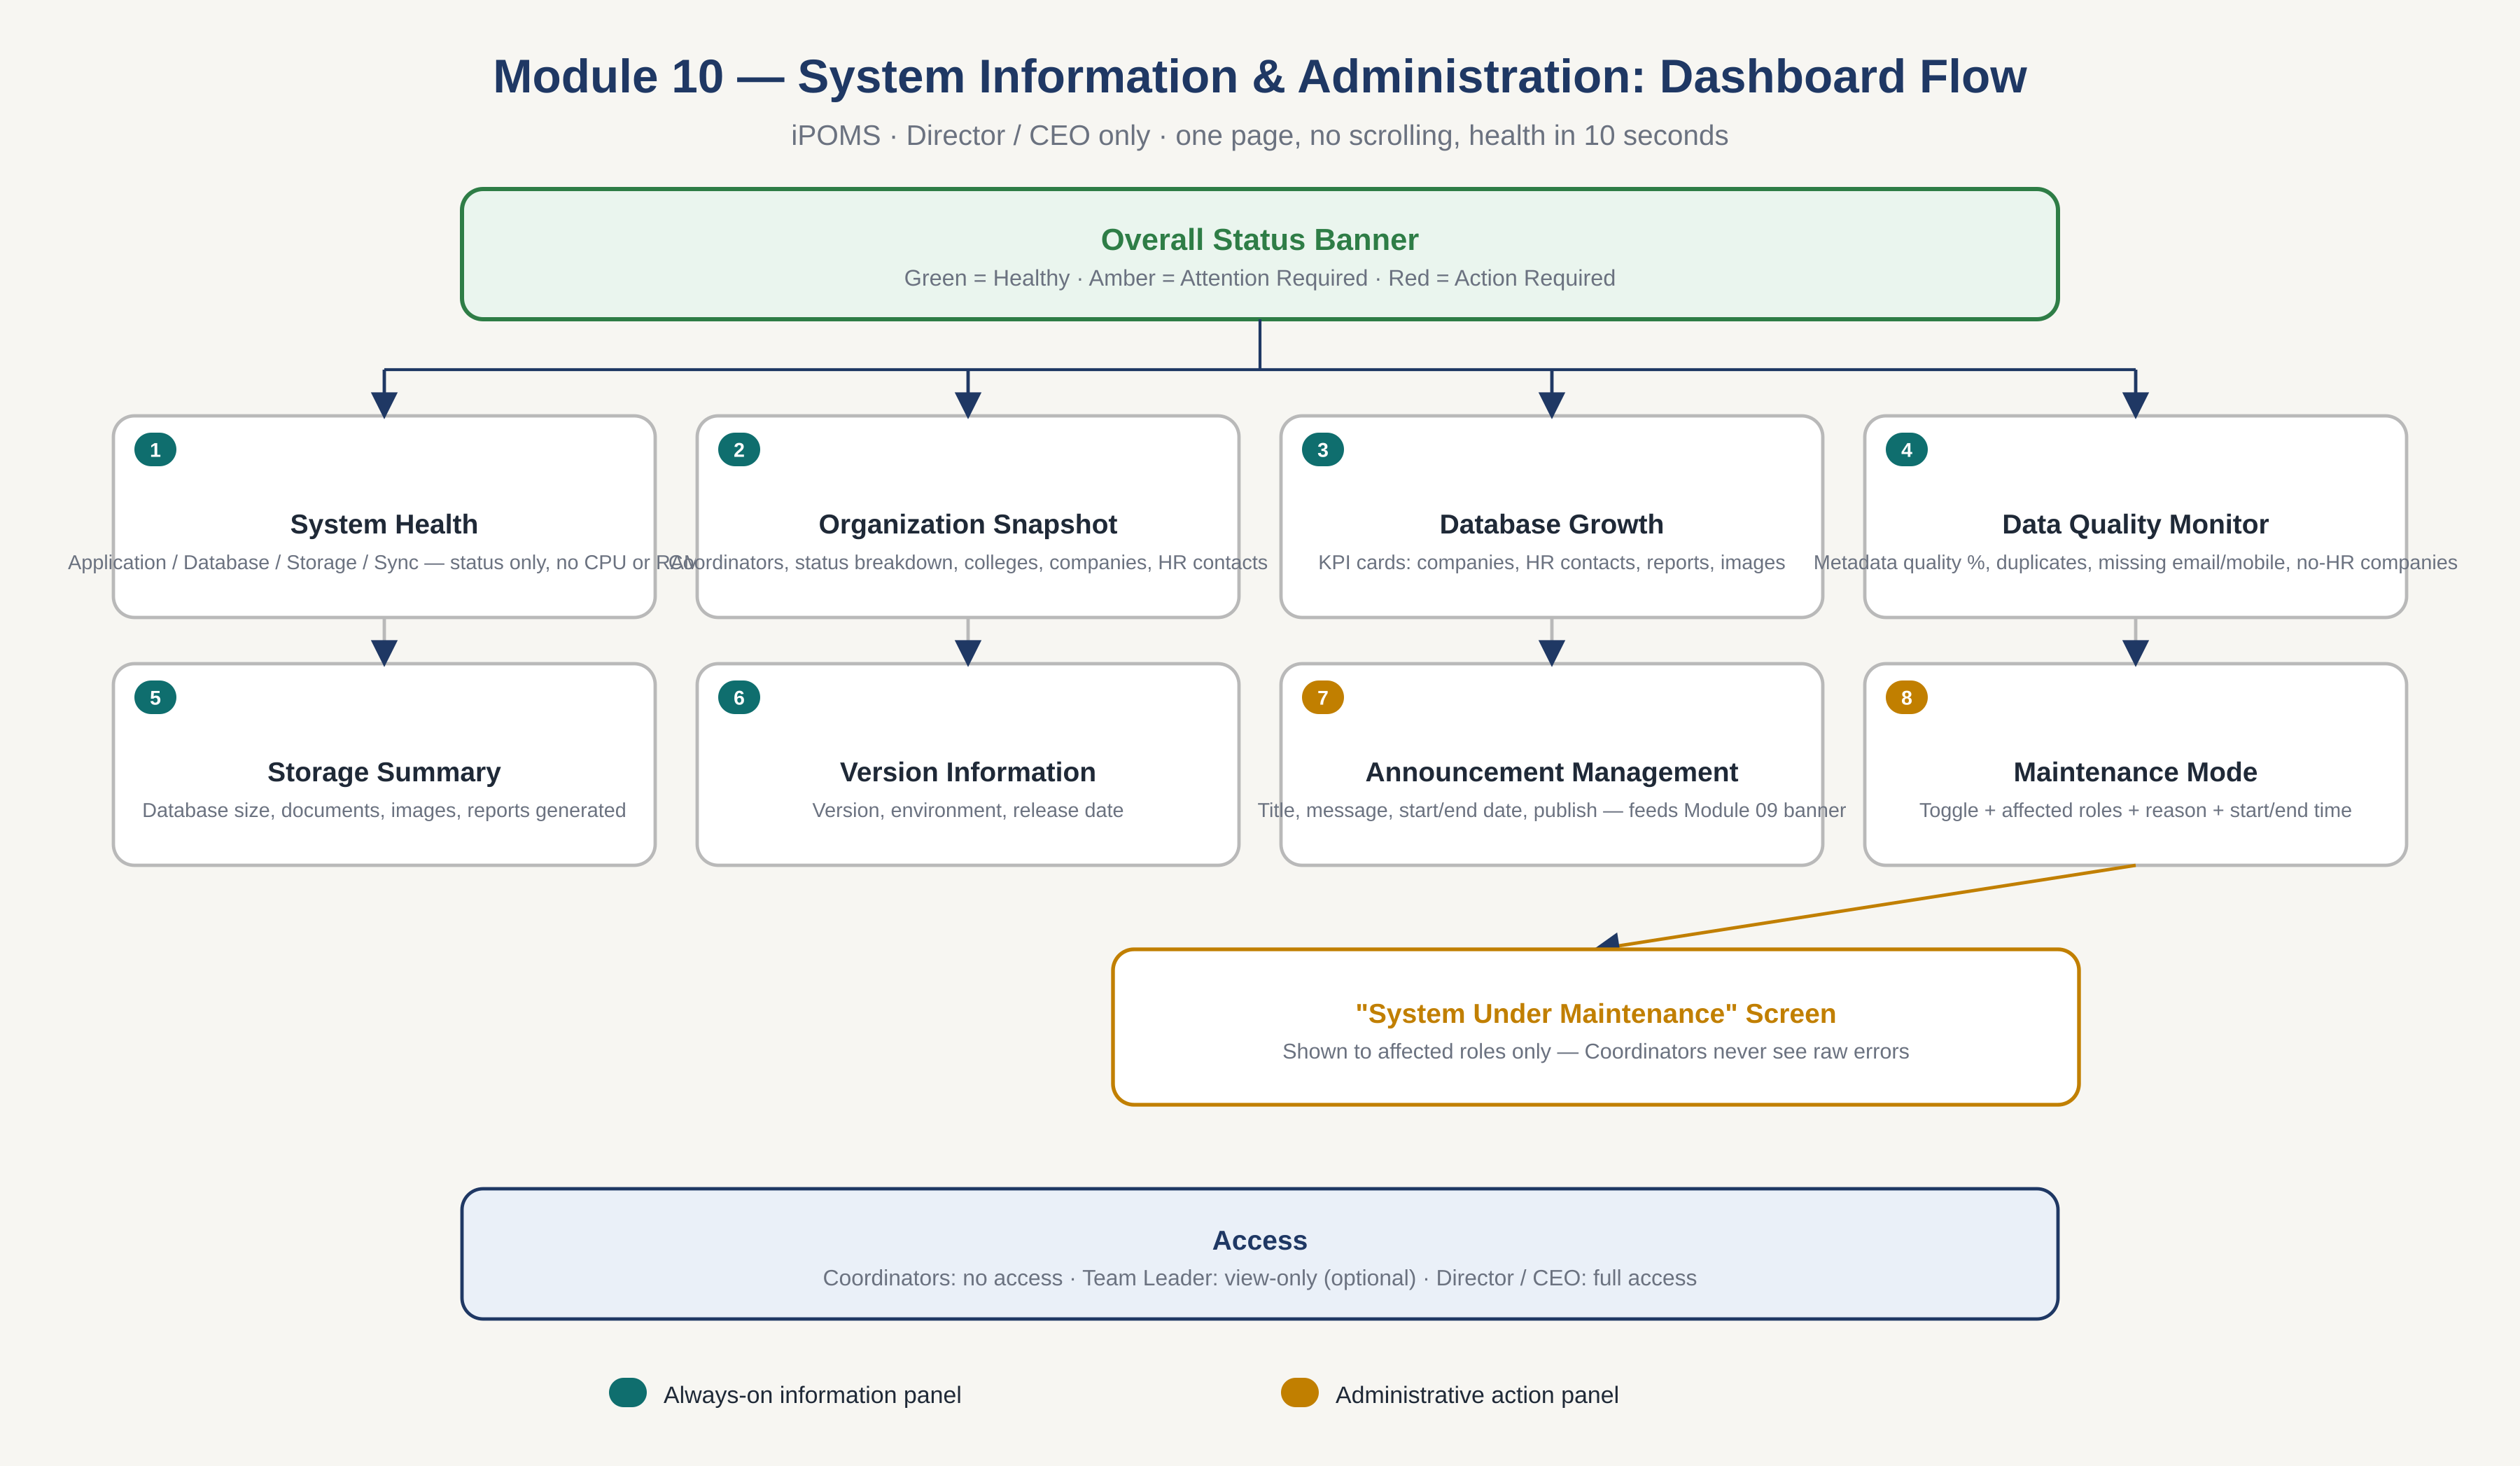 Module 10 — System Information & Administration: Dashboard Flow
iPOMS · Director / CEO only · one page, no scrolling, health in 10 seconds
Overall Status Banner
Green = Healthy · Amber = Attention Required · Red = Action Required
1
System Health
Application / Database / Storage / Sync — status only, no CPU or
2
Organization Snapshot
Coordinators, status breakdown, colleges, companies, HR contacts
3
Database Growth
KPI cards: companies, HR contacts, reports, images
4
Data Quality Monitor
Metadata quality %, duplicates, missing email/mobile, no-HR companies
5
Storage Summary
Database size, documents, images, reports generated
6
Version Information
Version, environment, release date
7
Announcement Management
Title, message, start/end date, publish — feeds Module 09 banner
8
Maintenance Mode
Toggle + affected roles + reason + start/end time
"System Under Maintenance" Screen
Shown to affected roles only — Coordinators never see raw errors
Access
Coordinators: no access · Team Leader: view-only (optional) · Director / CEO: full access
Always-on information panel
Administrative action panel